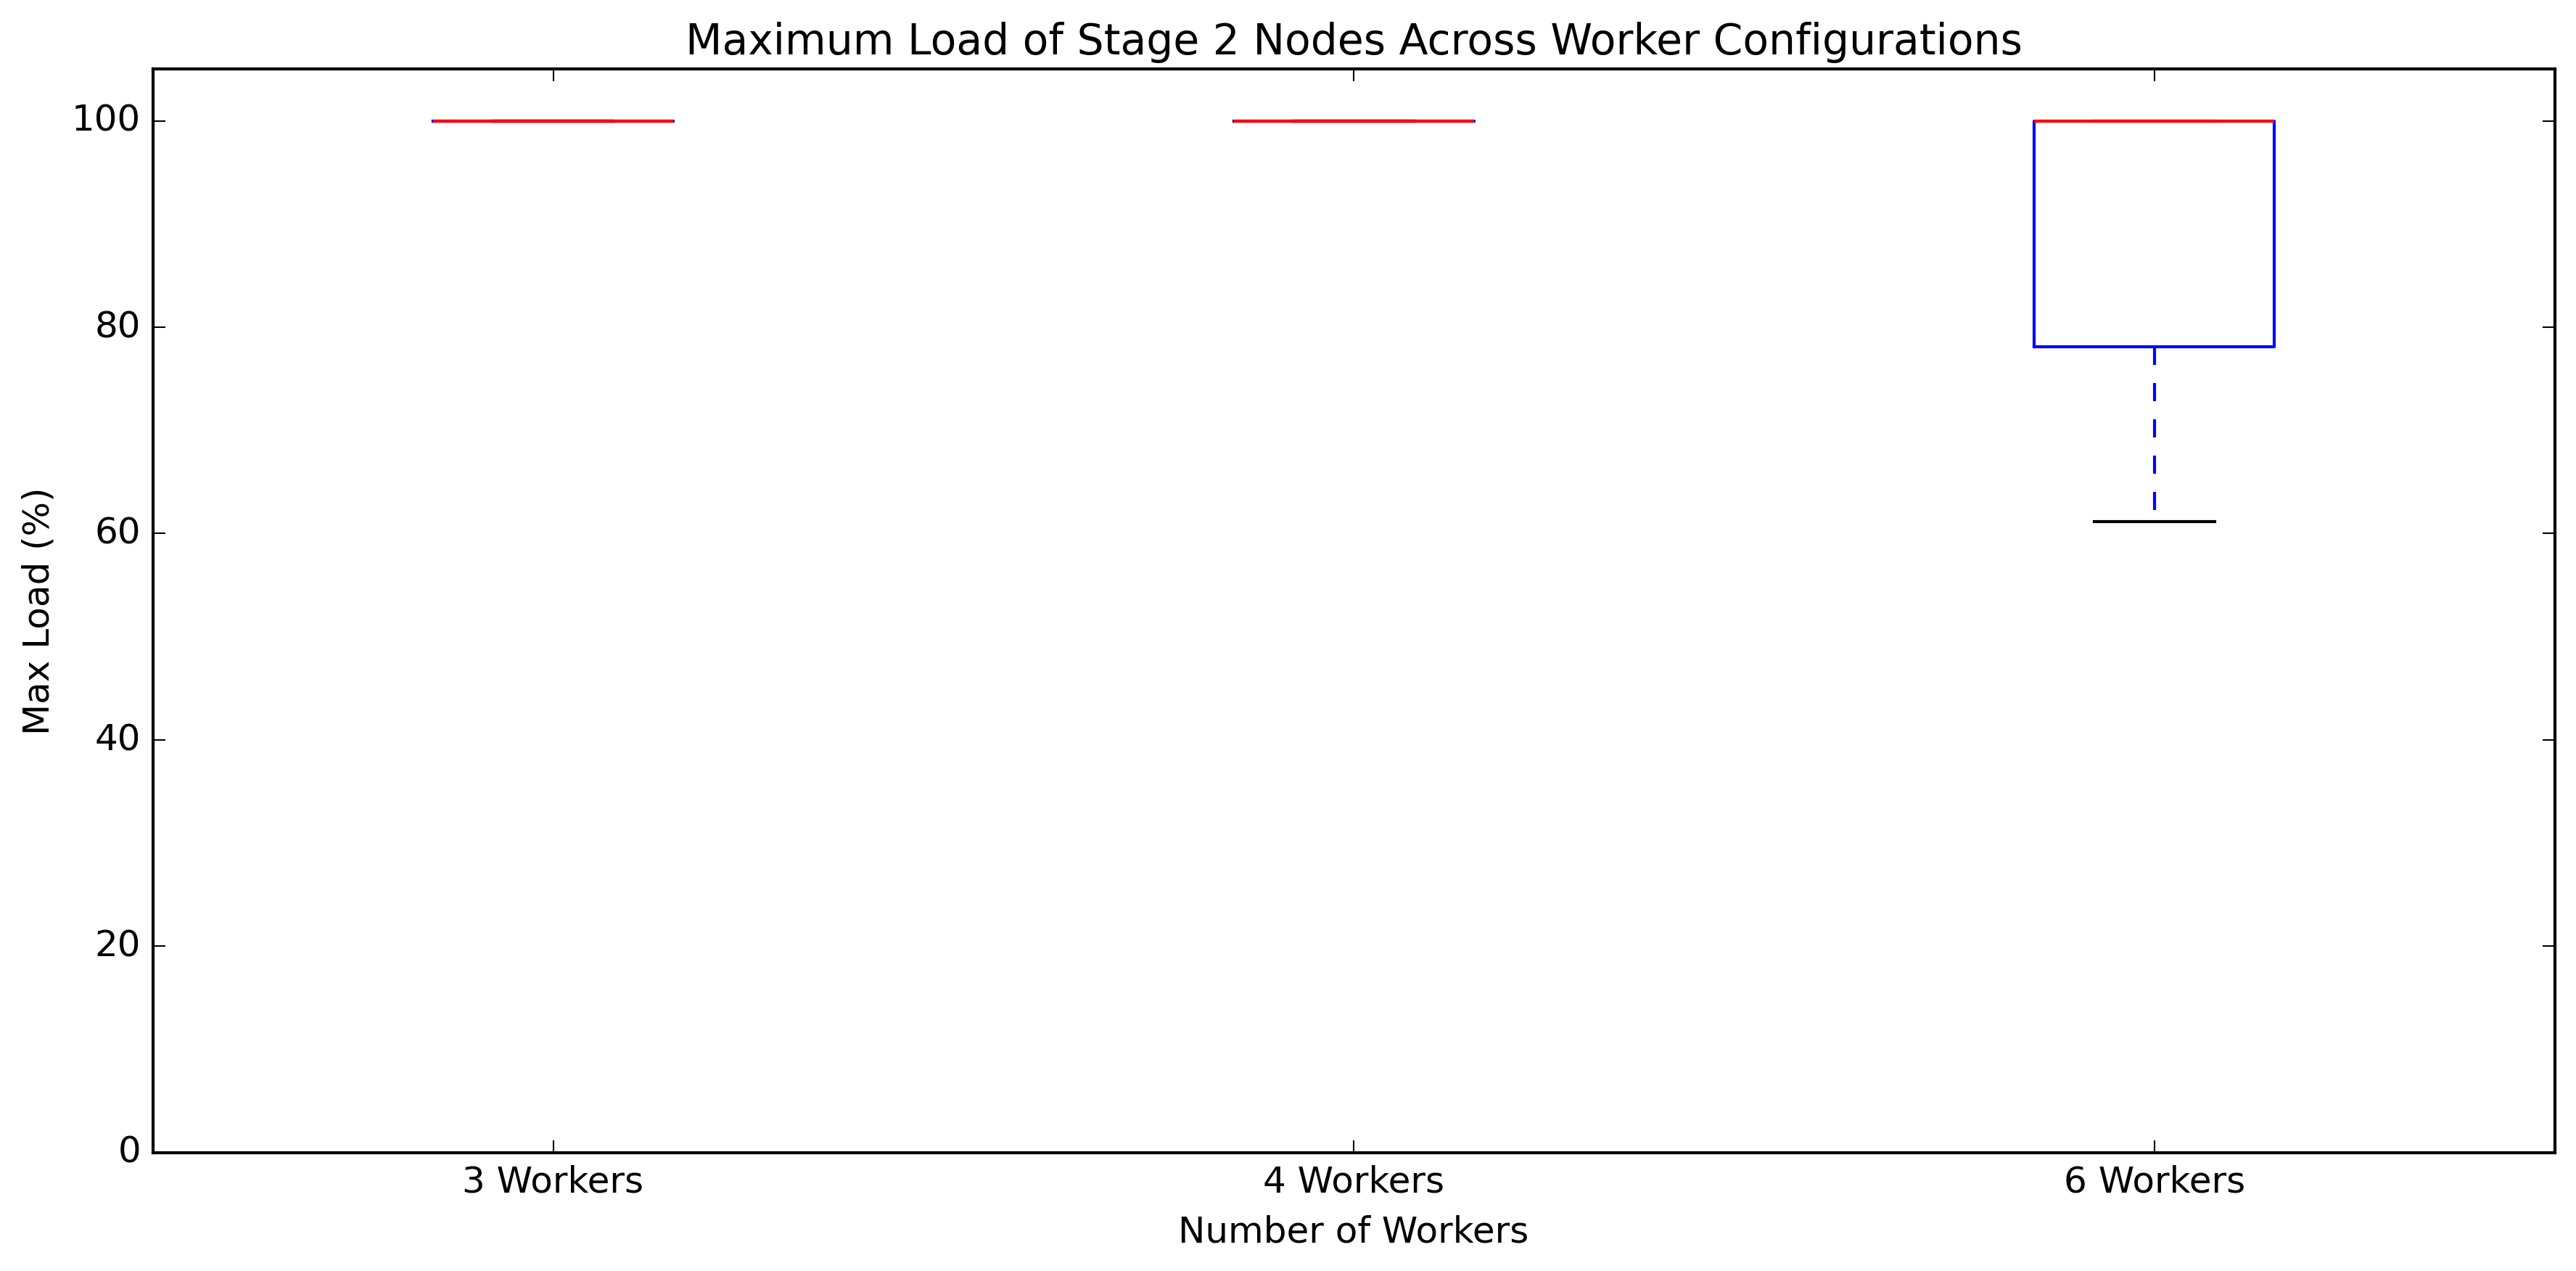 Maximum Load of Stage 2 Nodes Across Worker Configurations
Max Load (%)
100
80
60
40
20
0
3 Workers
4 Workers
6 Workers
Number of Workers